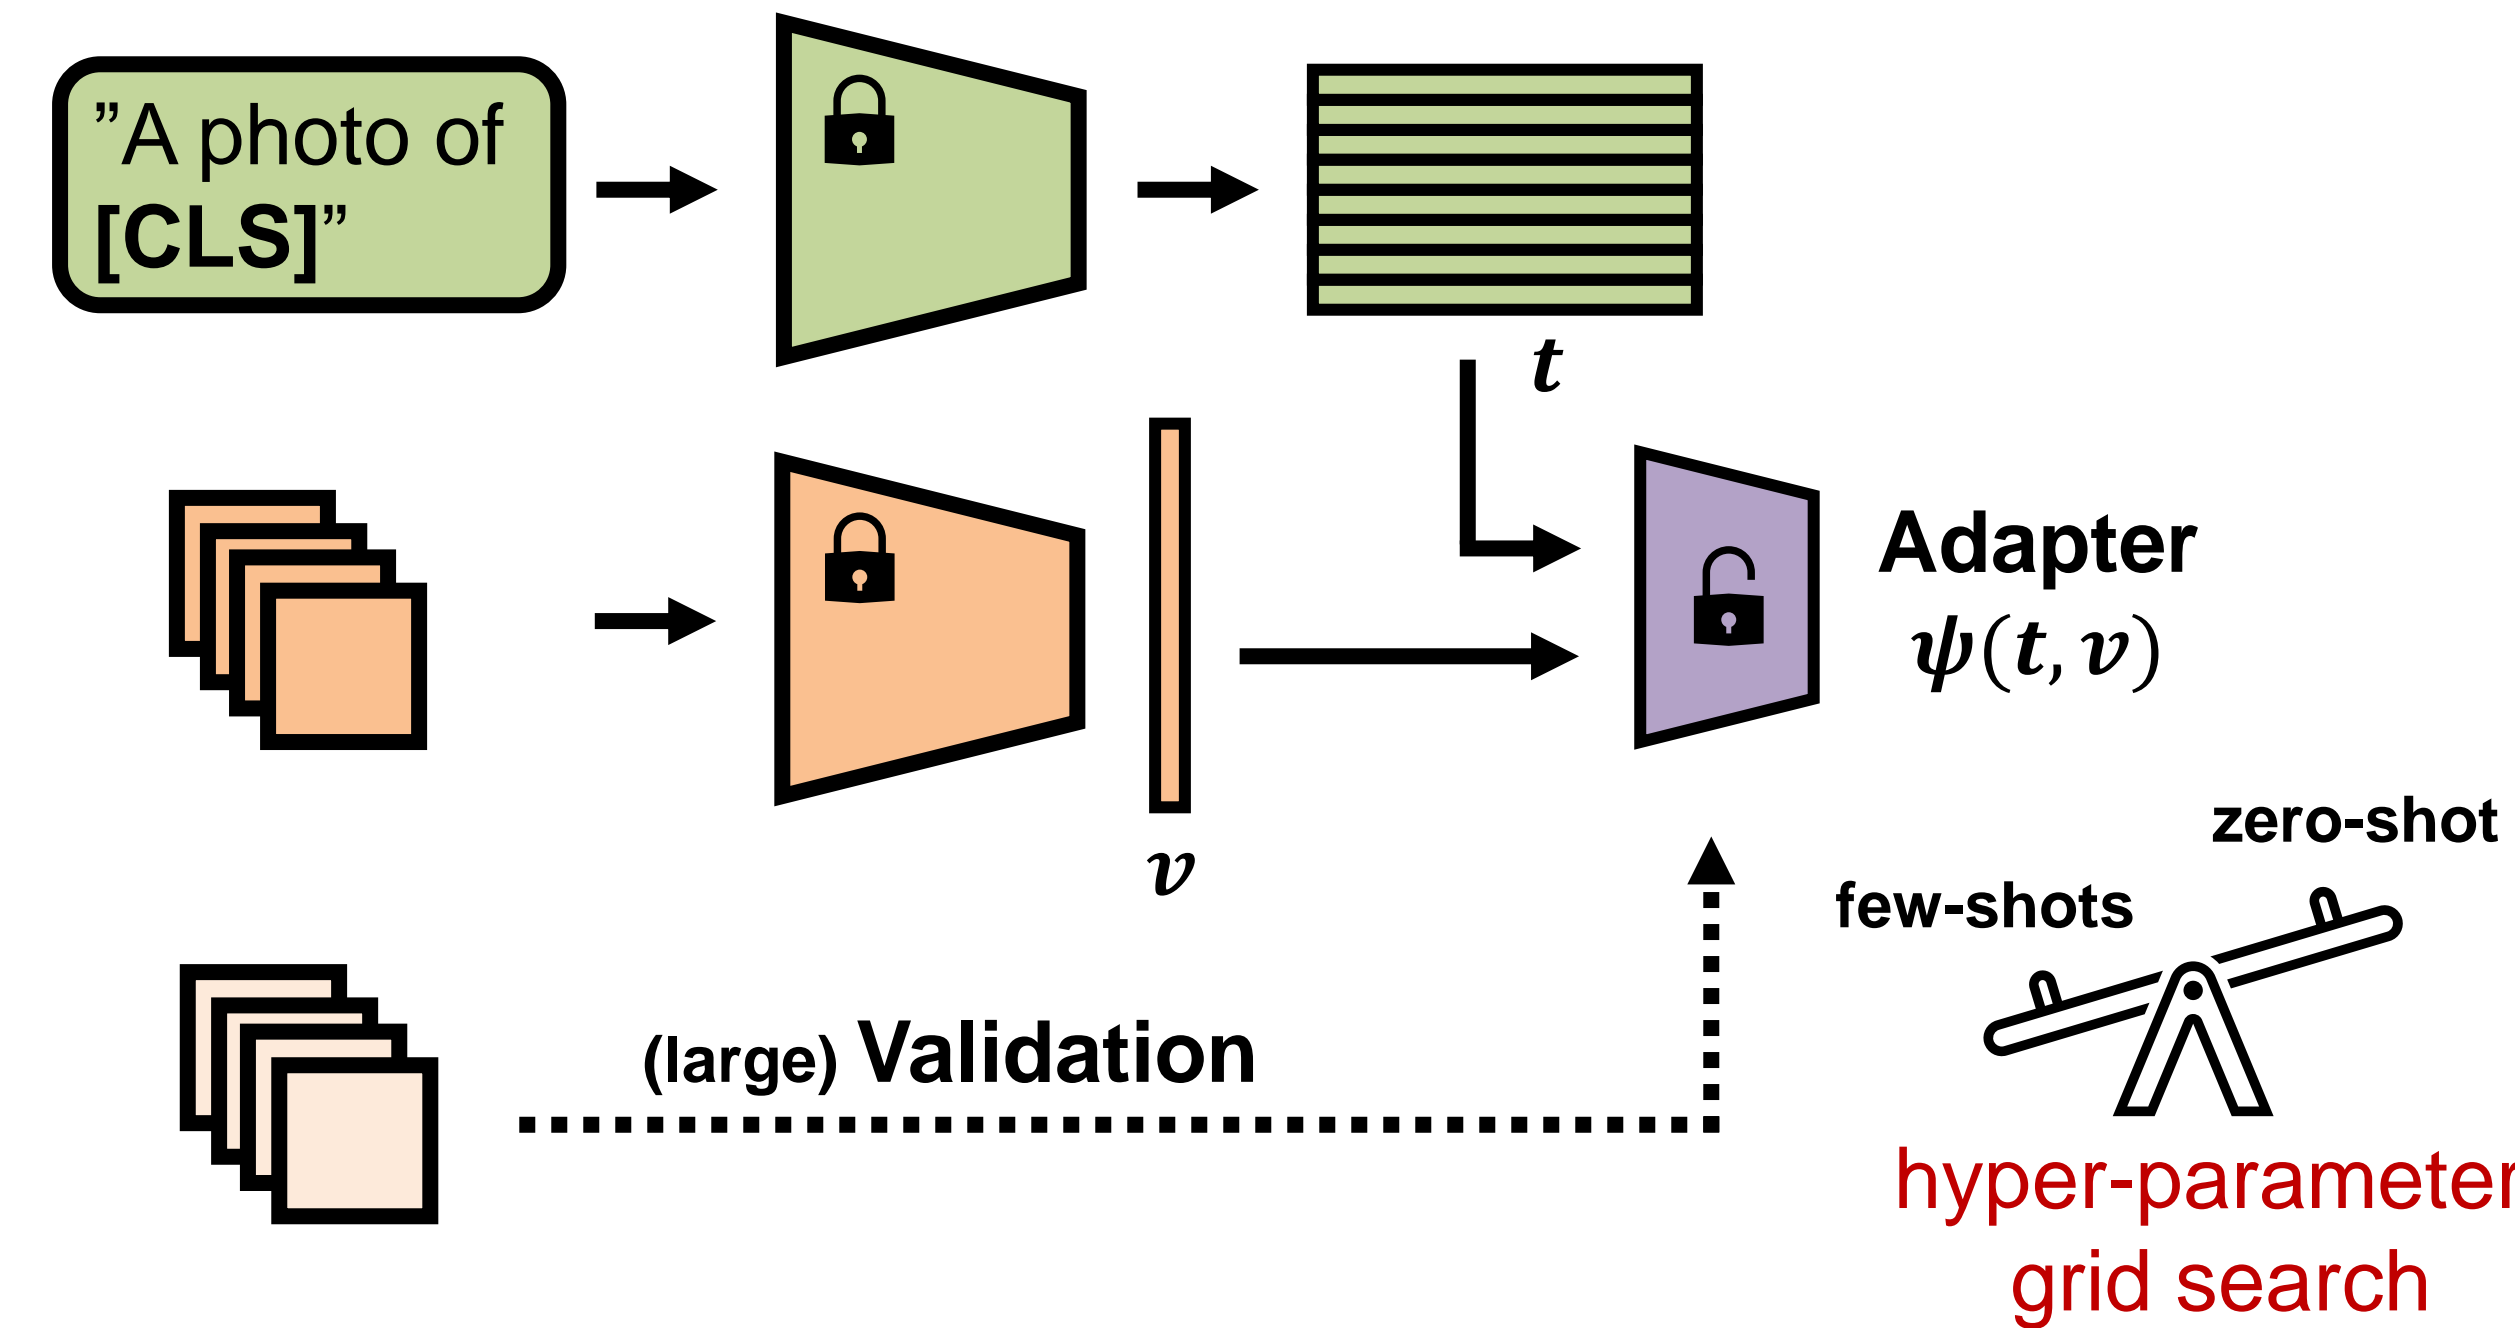 ”A photo of
[CLS]”
t
Adapter
ψ(t, v)
v
zero-shot
few-shots
(large) Validation
hyper-parameter
grid search